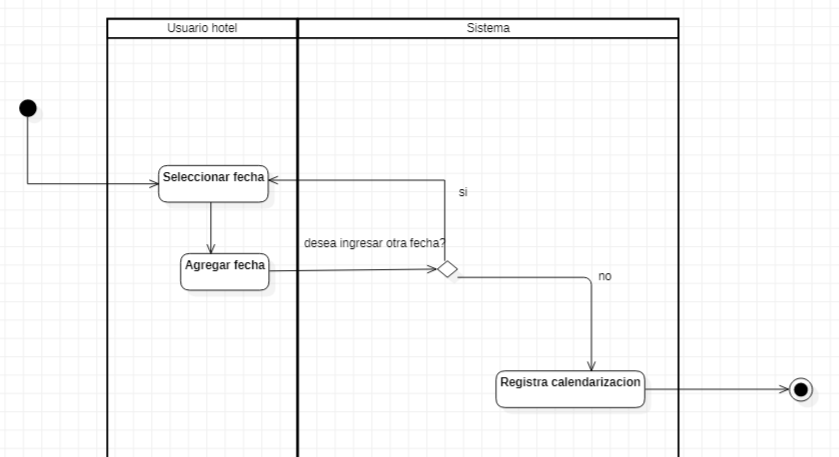 Usuario hotel
Sistema
Seleccionar fecha
si
desea ingresar otra fecha?
Agregar fecha
no
Registra calendarizacion